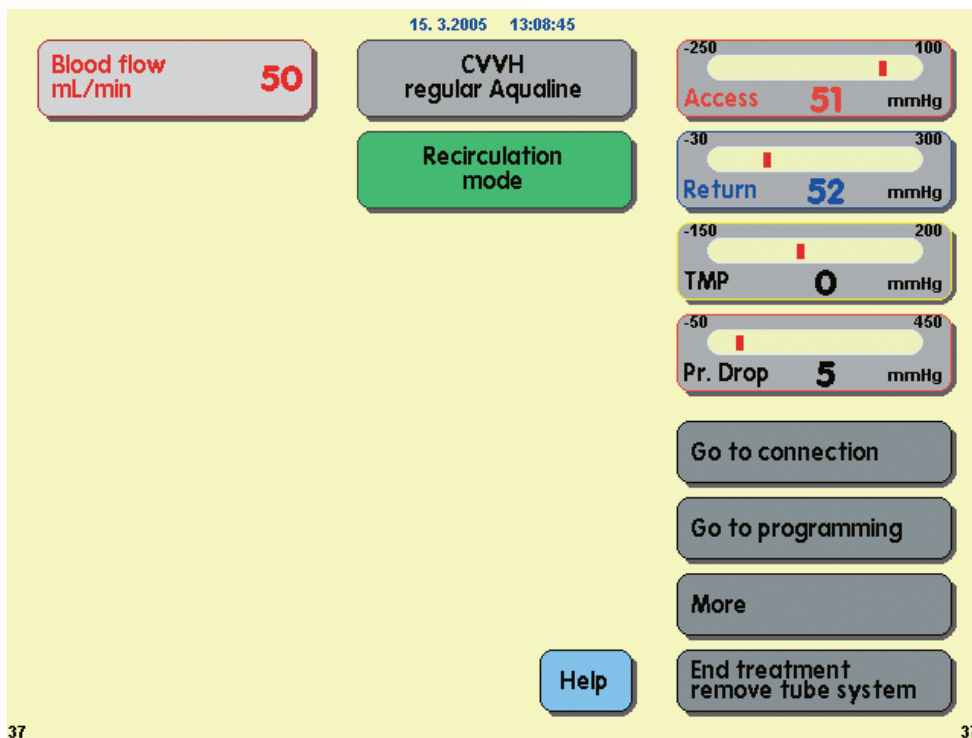 15. 3.2005 13:08:45
Blood flow
mL/min 50
CVVH
regular Aqualine
Recirculation
mode
-250 100
Access 51 mmHg
-30 300
Return 52 mmHg
-150 200
TMP 0 mmHg
-50 450
Pr. Drop 5 mmHg
Go to connection
Go to programming
More
Help
End treatment
remove tube system
37 37